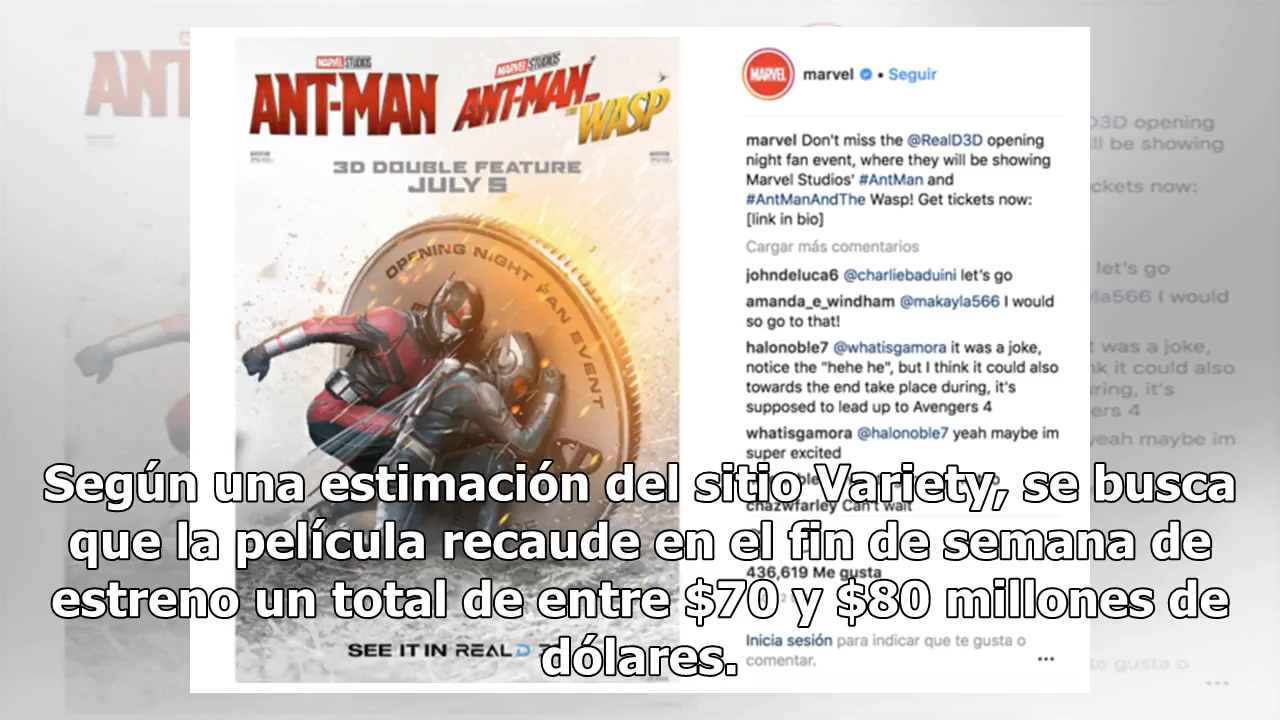 MARVEL STUDIOS
ANT-MAN
MARVEL STUDIOS
ANT-MAN
AND THE
WASP
3D DOUBLE FEATURE
JULY 5
OPENING NIGHT FAN EVENT
SEE IT IN REALD
MARVEL
marvel • Seguir
marvel Don't miss the @RealD3D opening
night fan event, where they will be showing
Marvel Studios' #AntMan and
#AntManAndThe Wasp! Get tickets now:
[link in bio]
Cargar más comentarios
johndeluca6 @charliebaduini let's go
amanda_e_windham @makayla566 I would
so go to that!
halonoble7 @whatisgamora it was a joke,
notice the "hehe he", but I think it could also
towards the end take place during, it's
supposed to lead up to Avengers 4
whatisgamora @halonoble7 yeah maybe im
super excited
chazwfarley Can't wait
436,619 Me gusta
Inicia sesión para indicar que te gusta o
comentar.
Según una estimación del sitio Variety, se busca
que la película recaude en el fin de semana de
estreno un total de entre $70 y $80 millones de
dólares.